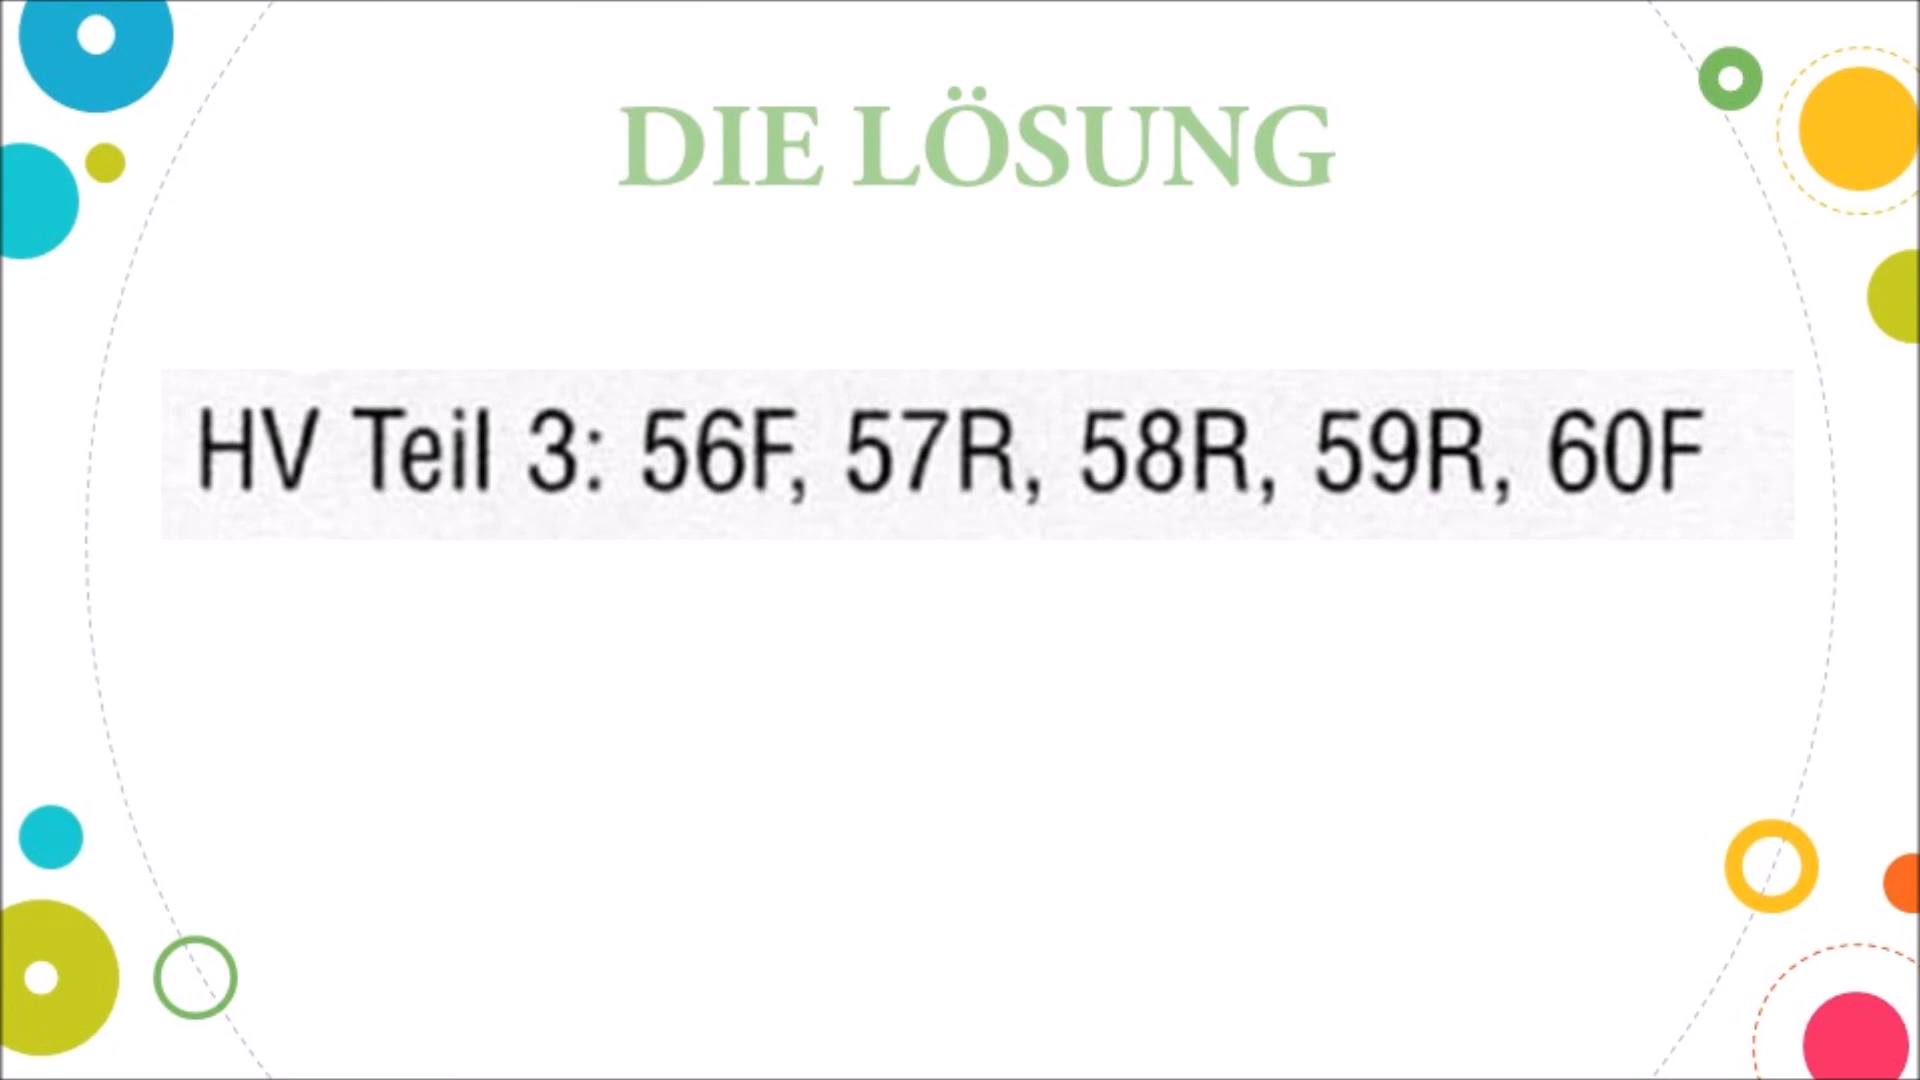 DIE LÖSUNG
HV Teil 3: 56F, 57R, 58R, 59R, 60F